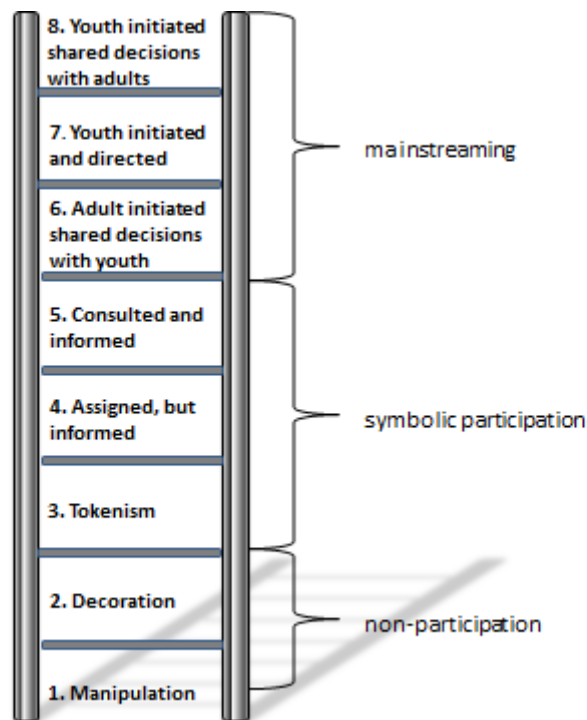 8. Youth initiated
shared decisions
with adults
7. Youth initiated
and directed
mainstreaming
6. Adult initiated
shared decisions
with youth
5. Consulted and
informed
4. Assigned, but
informed
symbolic participation
3. Tokenism
2. Decoration
non-participation
1. Manipulation